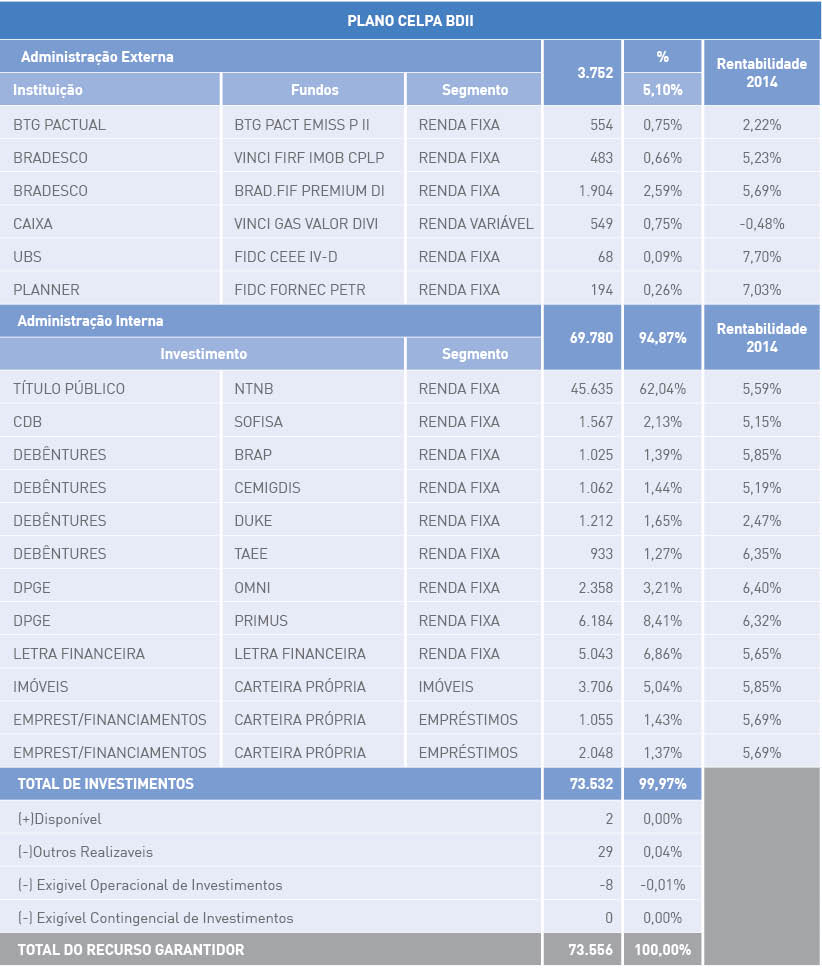 PLANO CELPA BDII
Administração Externa 3.752 % Rentabilidade 2014
Instituição Fundos Segmento 5,10%
BTG PACTUAL BTG PACT EMISS P II RENDA FIXA 554 0,75% 2,22%
BRADESCO VINCI FIRF IMOB CPLP RENDA FIXA 483 0,66% 5,23%
BRADESCO BRAD.FIF PREMIUM DI RENDA FIXA 1.904 2,59% 5,69%
CAIXA VINCI GAS VALOR DIVI RENDA VARIÁVEL 549 0,75% -0,48%
UBS FIDC CEEE IV-D RENDA FIXA 68 0,09% 7,70%
PLANNER FIDC FORNEC PETR RENDA FIXA 194 0,26% 7,03%
Administração Interna 69.780 94,87% Rentabilidade 2014
Investimento Segmento
TÍTULO PÚBLICO NTNB RENDA FIXA 45.635 62,04% 5,59%
CDB SOFISA RENDA FIXA 1.567 2,13% 5,15%
DEBÊNTURES BRAP RENDA FIXA 1.025 1,39% 5,85%
DEBÊNTURES CEMIGDIS RENDA FIXA 1.062 1,44% 5,19%
DEBÊNTURES DUKE RENDA FIXA 1.212 1,65% 2,47%
DEBÊNTURES TAEE RENDA FIXA 933 1,27% 6,35%
DPGE OMNI RENDA FIXA 2.358 3,21% 6,40%
DPGE PRIMUS RENDA FIXA 6.184 8,41% 6,32%
LETRA FINANCEIRA LETRA FINANCEIRA RENDA FIXA 5.043 6,86% 5,65%
IMÓVEIS CARTEIRA PRÓPRIA IMÓVEIS 3.706 5,04% 5,85%
EMPREST/FINANCIAMENTOS CARTEIRA PRÓPRIA EMPRÉSTIMOS 1.055 1,43% 5,69%
EMPREST/FINANCIAMENTOS CARTEIRA PRÓPRIA EMPRÉSTIMOS 2.048 1,37% 5,69%
TOTAL DE INVESTIMENTOS 73.532 99,97%
(+)Disponível 2 0,00%
(-)Outros Realizaveis 29 0,04%
(-) Exigivel Operacional de Investimentos -8 -0,01%
(-) Exigível Contingencial de Investimentos 0 0,00%
TOTAL DO RECURSO GARANTIDOR 73.556 100,00%